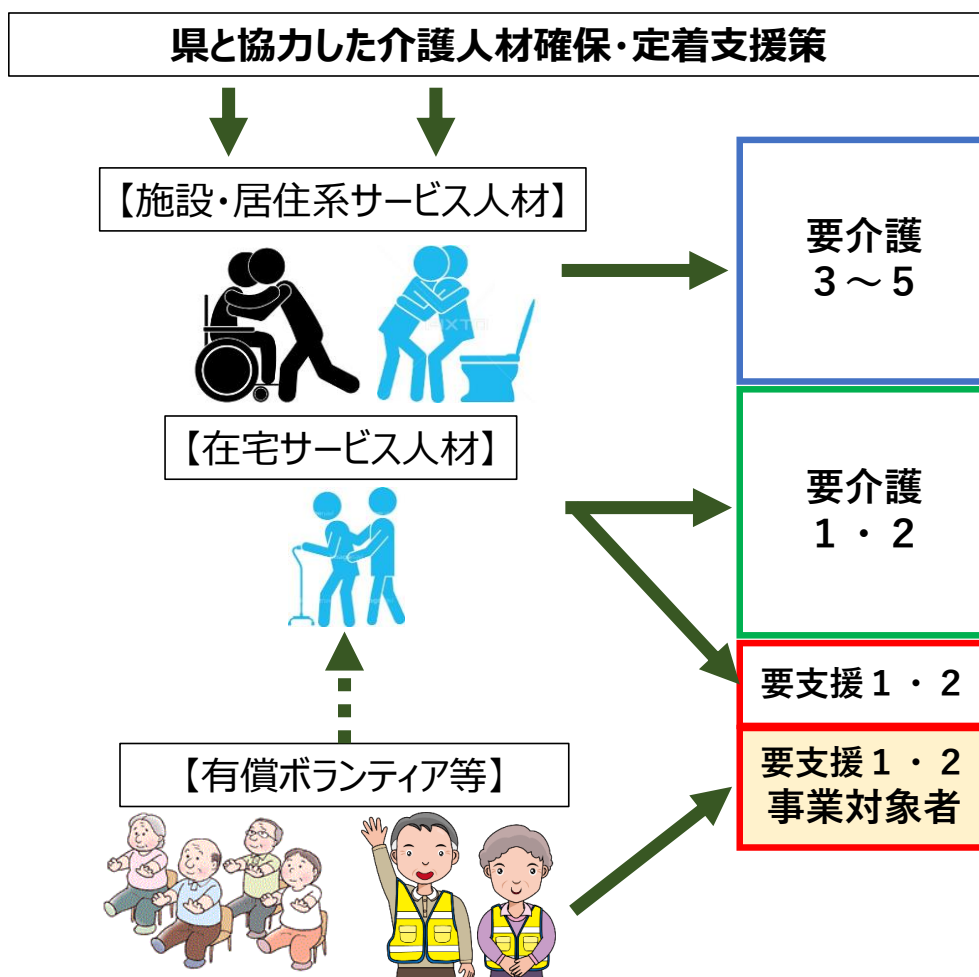 県と協力した介護人材確保・定着支援策
【施設・居住系サービス人材】
要介護
３～５
【在宅サービス人材】
要介護
１・２
要支援１・２
【有償ボランティア等】
要支援１・２
事業対象者